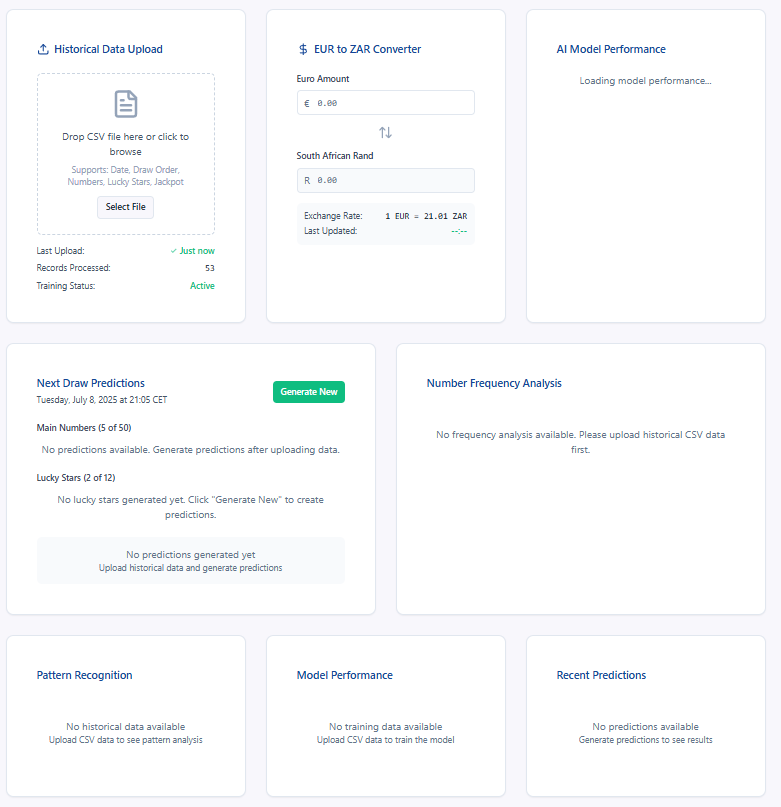 Historical Data Upload
Drop CSV file here or click to
browse
Supports: Date, Draw Order,
Numbers, Lucky Stars, Jackpot
Select File
Last Upload: ✓ Just now
Records Processed: 53
Training Status: Active
$ EUR to ZAR Converter
Euro Amount
€ 0.00
South African Rand
R 0.00
Exchange Rate: 1 EUR = 21.01 ZAR
Last Updated: --:--
AI Model Performance
Loading model performance...
Next Draw Predictions
Tuesday, July 8, 2025 at 21:05 CET
Generate New
Main Numbers (5 of 50)
No predictions available. Generate predictions after uploading data.
Lucky Stars (2 of 12)
No lucky stars generated yet. Click "Generate New" to create
predictions.
No predictions generated yet
Upload historical data and generate predictions
Number Frequency Analysis
No frequency analysis available. Please upload historical CSV data
first.
Pattern Recognition
No historical data available
Upload CSV data to see pattern analysis
Model Performance
No training data available
Upload CSV data to train the model
Recent Predictions
No predictions available
Generate predictions to see results